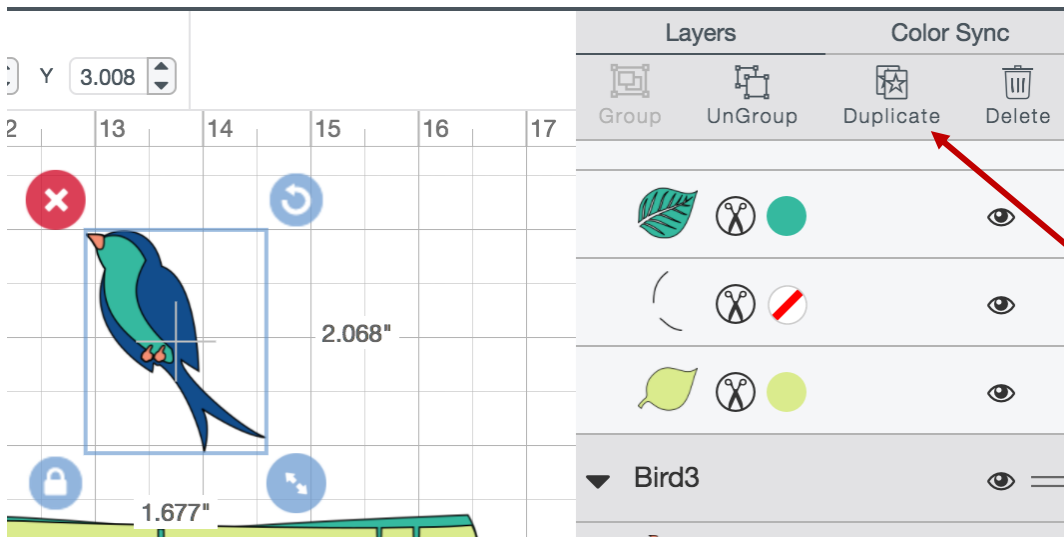 Layers Color Sync
Y 3.008
Group UnGroup Duplicate Delete
2 13 14 15 16 17
2.068"
Bird3
1.677"